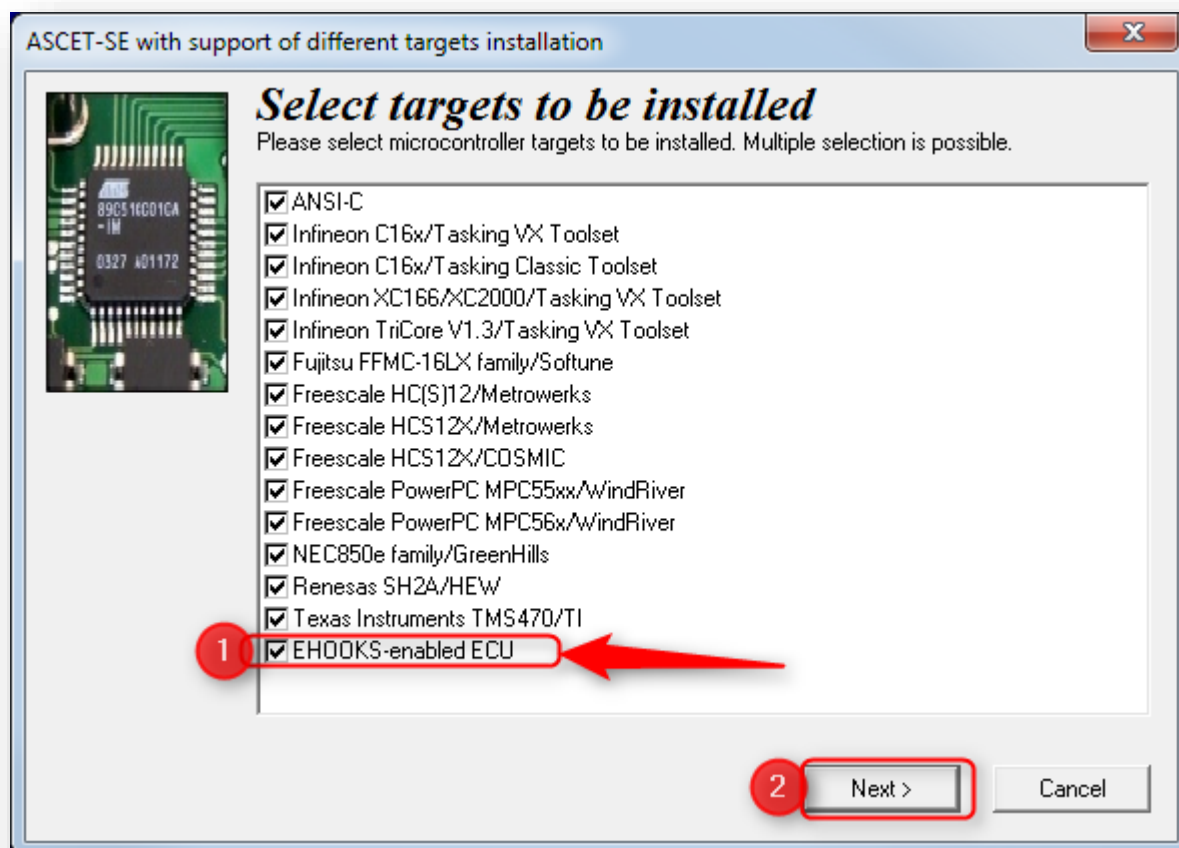 ASCET-SE with support of different targets installation
Select targets to be installed
Please select microcontroller targets to be installed. Multiple selection is possible.
ANSI-C
Infineon C16x/Tasking VX Toolset
Infineon C16x/Tasking Classic Toolset
Infineon XC166/XC2000/Tasking VX Toolset
Infineon TriCore V1.3/Tasking VX Toolset
Fujitsu FFMC-16LX family/Softune
Freescale HC(S)12/Metrowerks
Freescale HCS12X/Metrowerks
Freescale HCS12X/COSMIC
Freescale PowerPC MPC55xx/WindRiver
Freescale PowerPC MPC56x/WindRiver
NEC850e family/GreenHills
Renesas SH2A/HEW
Texas Instruments TMS470/TI
1 EHOOKS-enabled ECU
2 Next > Cancel
-IM
0327 A01172